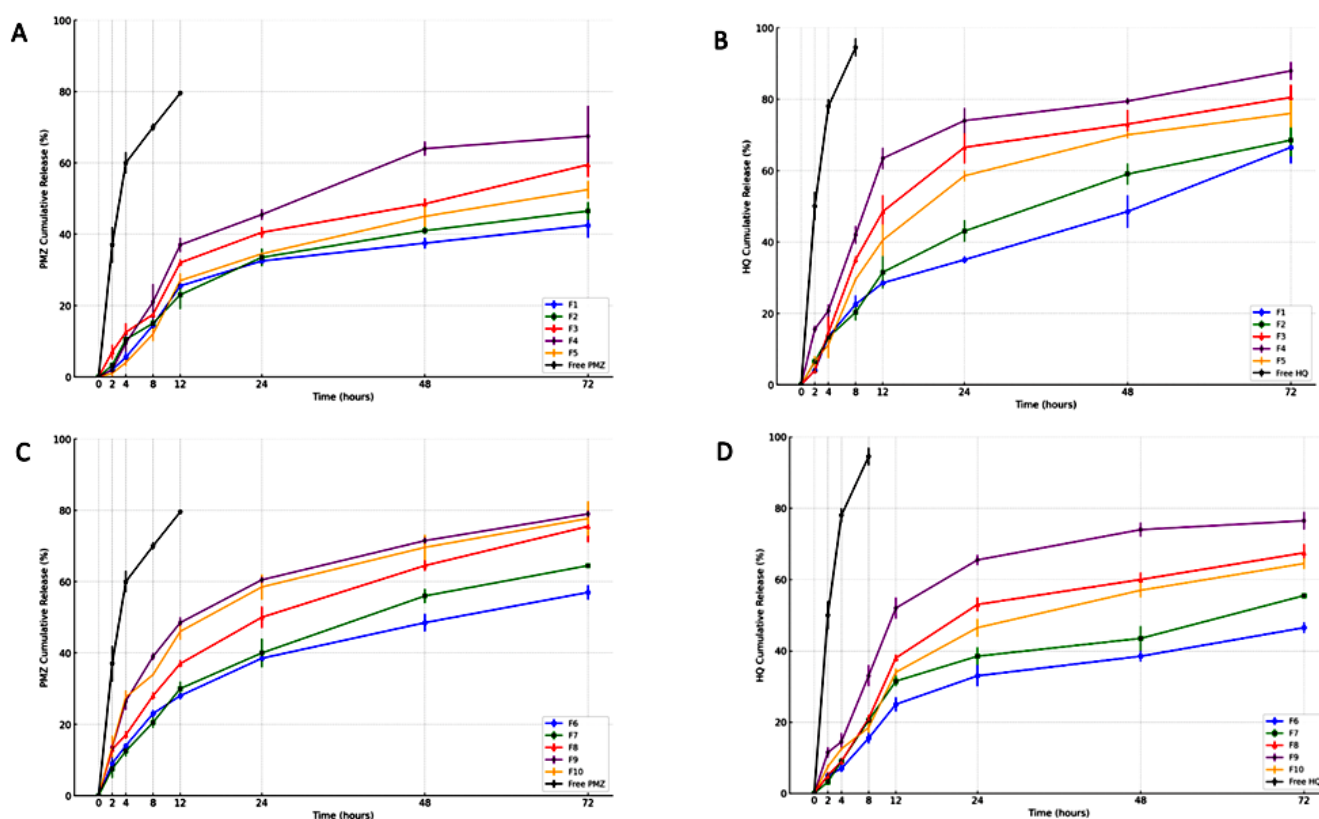 A
PMZ Cumulative Release (%)
100
80
60
40
20
0
0 2 4 8 12 24 48 72
Time (hours)
F1
F2
F3
F4
F5
Free PMZ
B
HQ Cumulative Release (%)
100
80
60
40
20
0
0 2 4 8 12 24 48 72
Time (hours)
F1
F2
F3
F4
F5
Free HQ
C
PMZ Cumulative Release (%)
100
80
60
40
20
0
0 2 4 8 12 24 48 72
Time (hours)
F6
F7
F8
F9
F10
Free PMZ
D
HQ Cumulative Release (%)
100
80
60
40
20
0
0 2 4 8 12 24 48 72
Time (hours)
F6
F7
F8
F9
F10
Free HQ